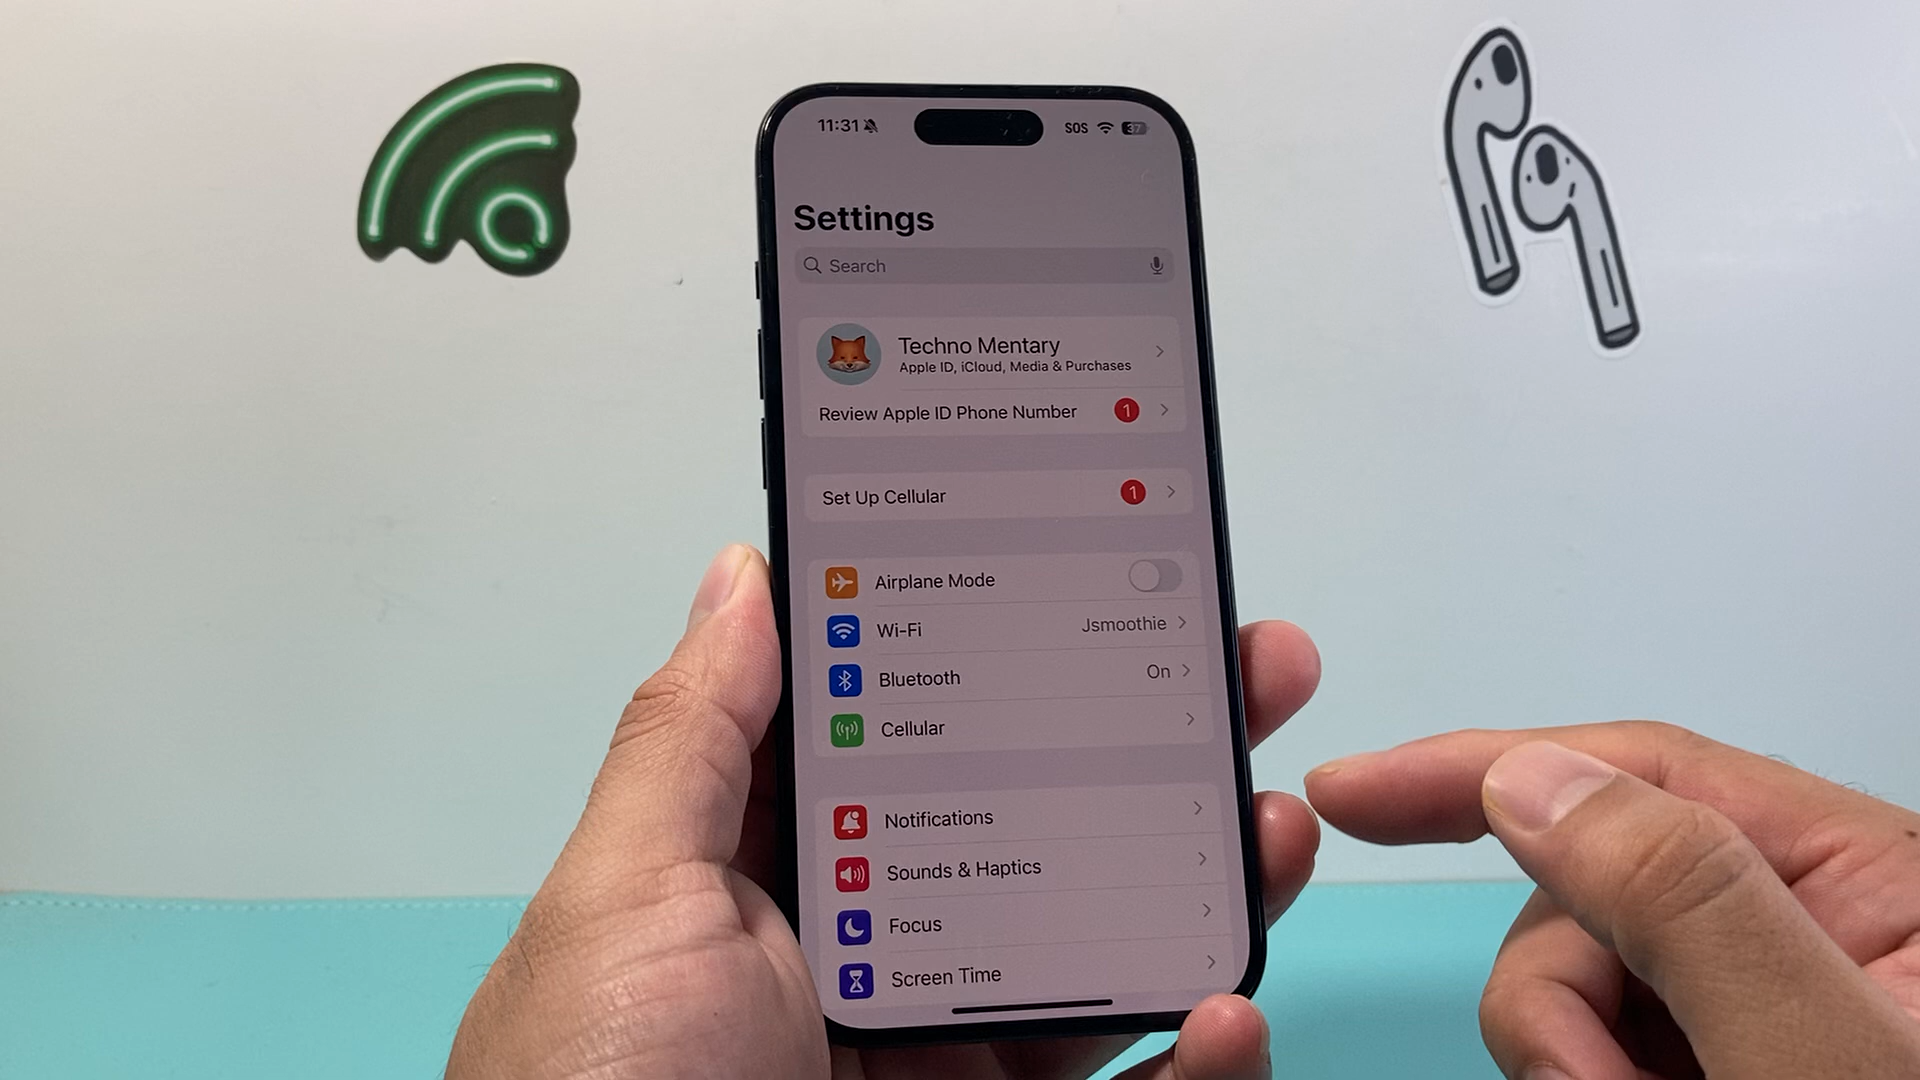 11:31
SOS
37
Settings
Search
Techno Mentary
Apple ID, iCloud, Media & Purchases
Review Apple ID Phone Number 1
Set Up Cellular 1
Airplane Mode
Wi-Fi Jsmoothie
Bluetooth On
Cellular
Notifications
Sounds & Haptics
Focus
Screen Time